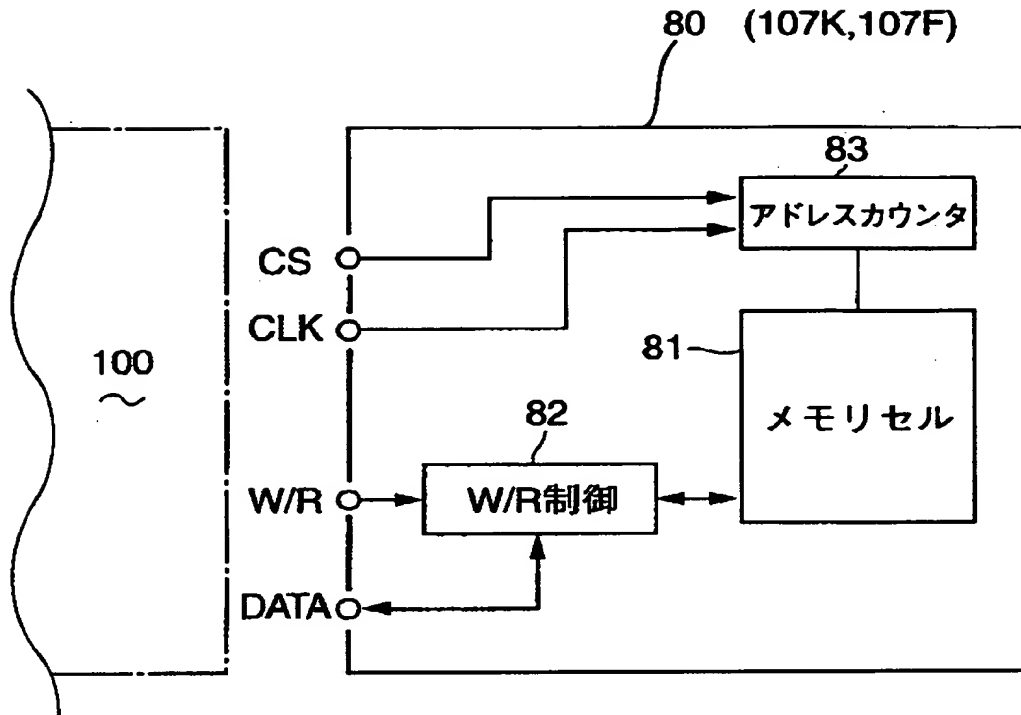 80 (107K,107F)
83
アドレスカウンタ
CS
CLK
81
100
メモリセル
82
W/R
W/R制御
DATA